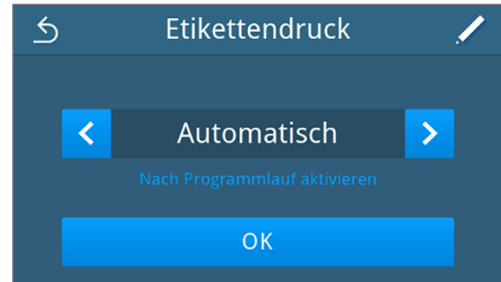 Etikettendruck
Automatisch
Nach Programmlauf aktivieren
OK